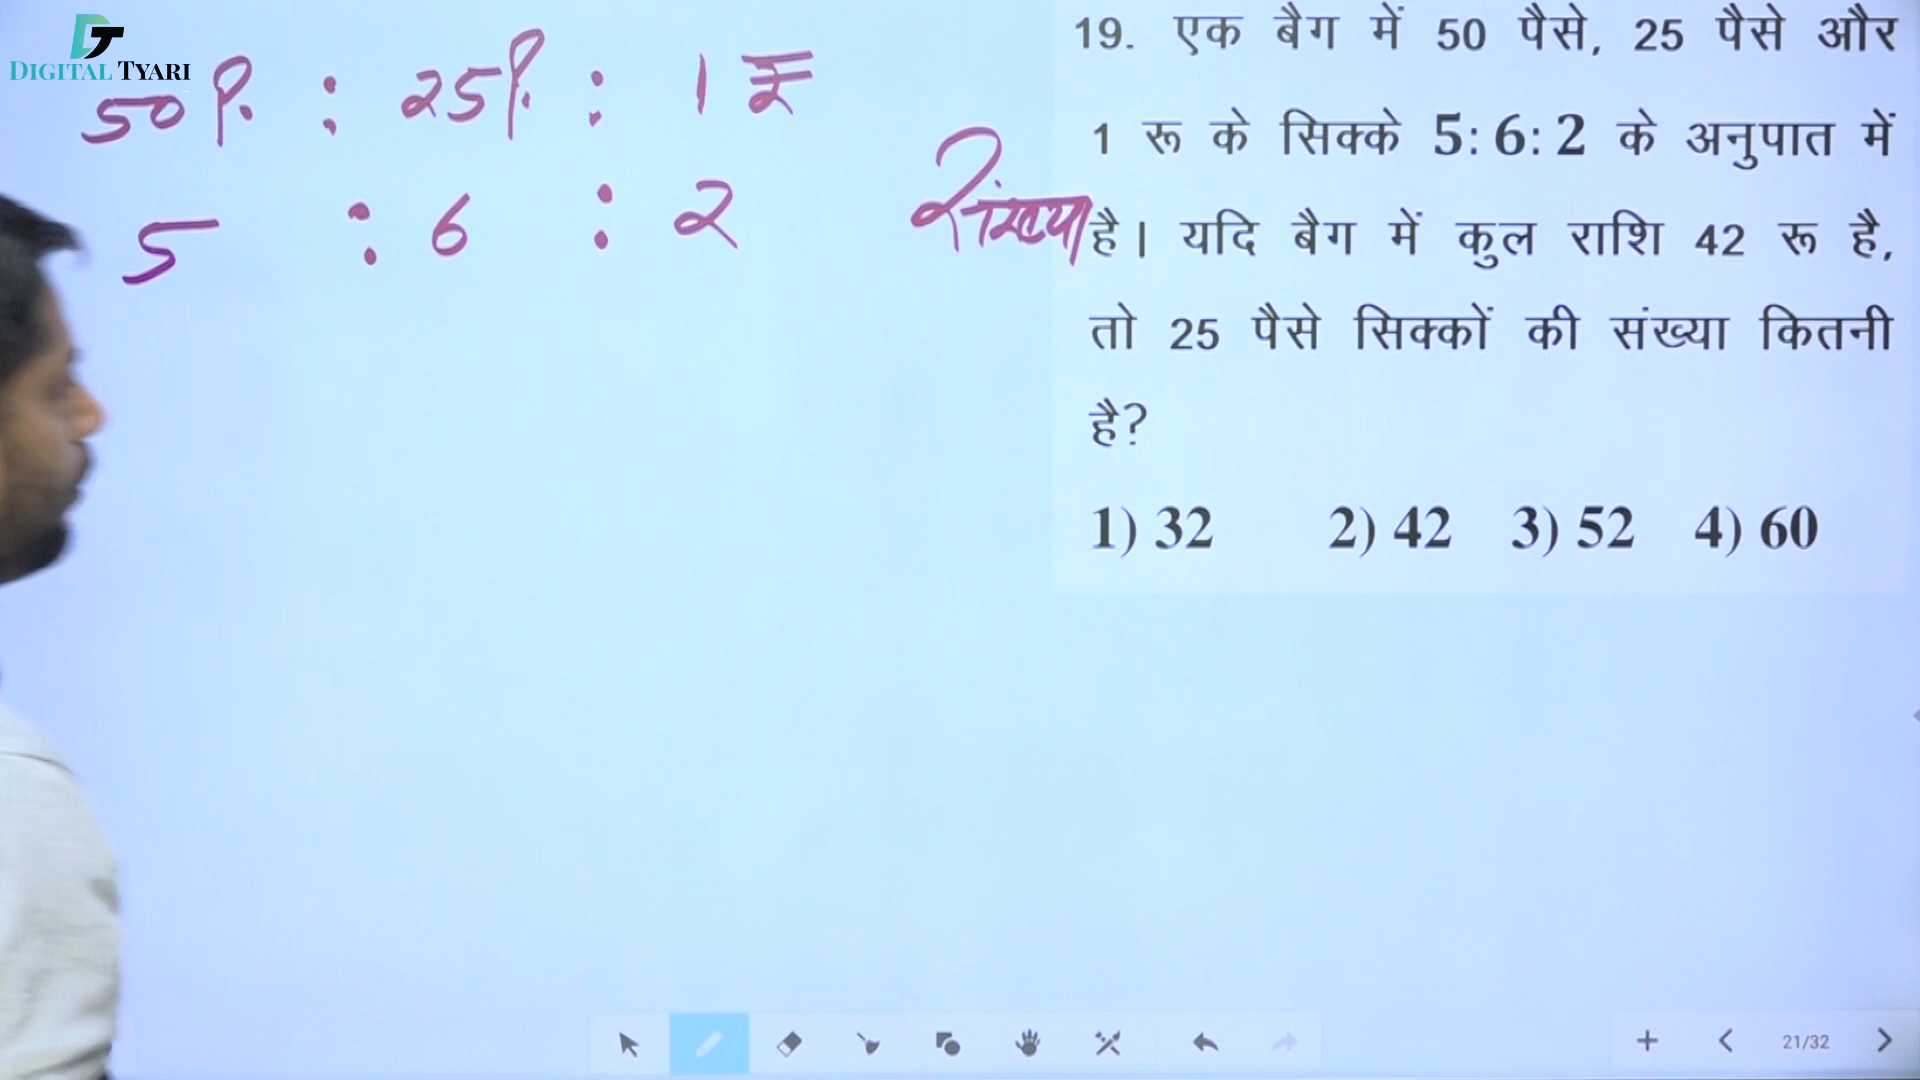 DIGITAL TYARI
50 P. : 25 P. : 1 ₹
5 : 6 : 2 संख्या
19. एक बैग में 50 पैसे, 25 पैसे और
1 रू के सिक्के 5:6:2 के अनुपात में
है। यदि बैग में कुल राशि 42 रू है,
तो 25 पैसे सिक्कों की संख्या कितनी
है?
1) 32 2) 42 3) 52 4) 60
21/32